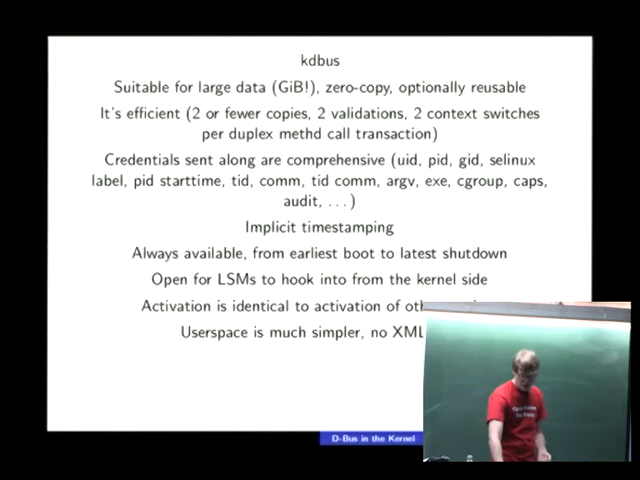 kdbus
Suitable for large data (GiB!), zero-copy, optionally reusable
It's efficient (2 or fewer copies, 2 validations, 2 context switches
per duplex methd call transaction)
Credentials sent along are comprehensive (uid, pid, gid, selinux
label, pid starttime, tid, comm, tid comm, argv, exe, cgroup, caps,
audit, . . . )
Implicit timestamping
Always available, from earliest boot to latest shutdown
Open for LSMs to hook into from the kernel side
Activation is identical to activation of
Userspace is much simpler, no XML
D-Bus in the Kernel